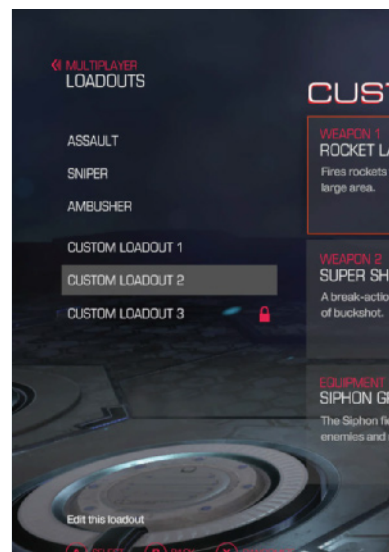 MULTIPLAYER
LOADOUTS
ASSAULT
SNIPER
AMBUSHER
CUSTOM LOADOUT 1
CUSTOM LOADOUT 2
CUSTOM LOADOUT 3
Edit this loadout
CUST
WEAPON 1
ROCKET LA
Fires rockets
large area.
WEAPON 2
SUPER SH
A break-actio
of buckshot.
EQUIPMENT
SIPHON GR
The Siphon fie
enemies and